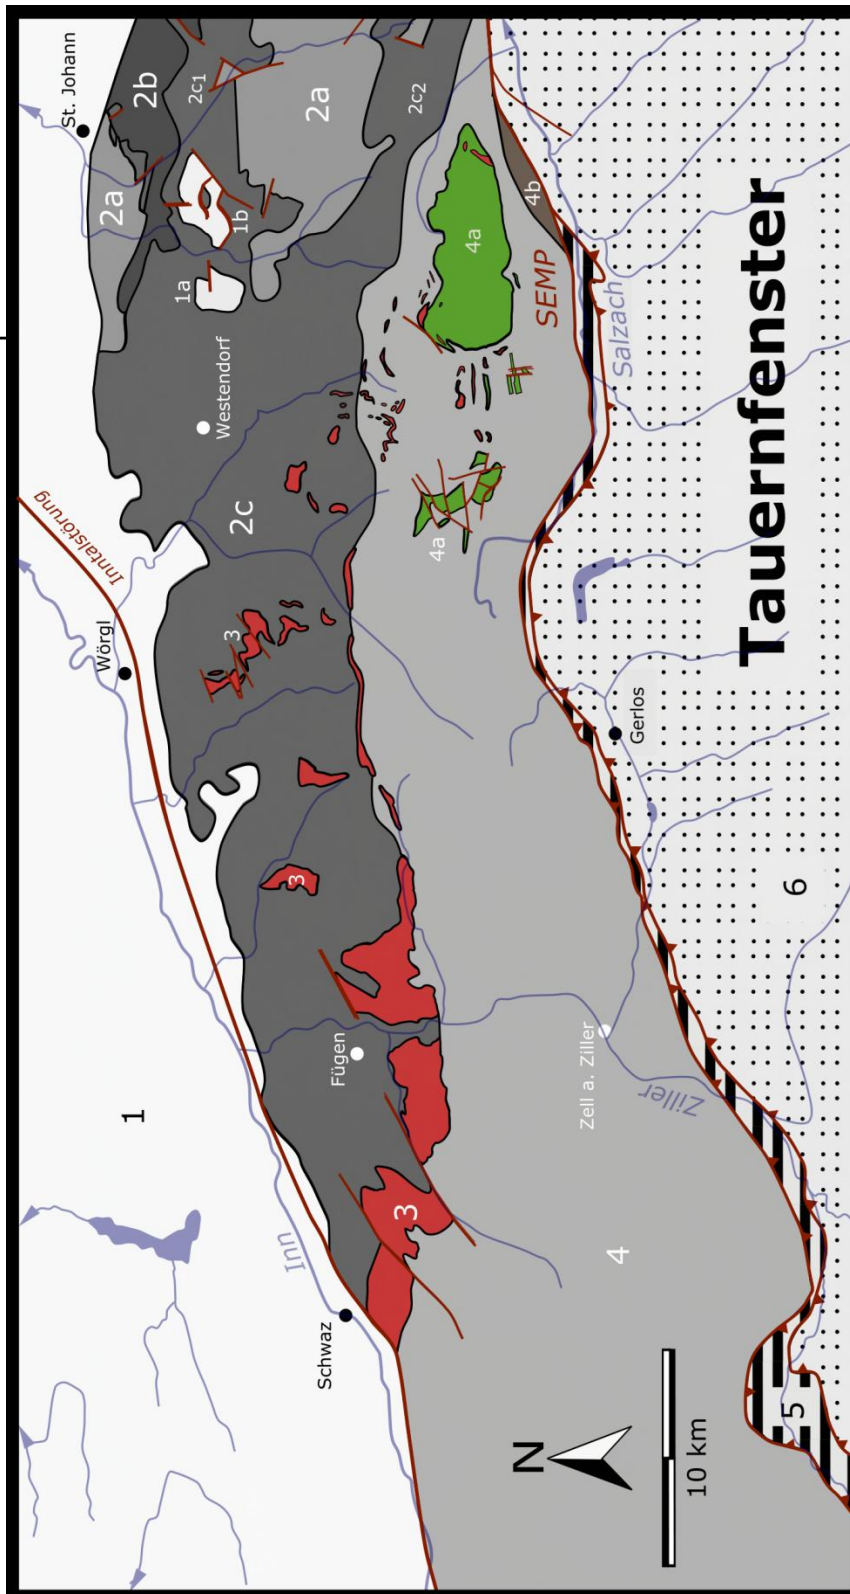 St. Johann
Inntalstörung
Wörgl
2a
1
2b
1a
2c1
Westendorf
3
1b
2c
Inn
3
2a
Schwaz
Fügen
3
2c2
4a
4a
N
4b
SEMP
Zell a. Ziller
4
Salzach
Gerlos
Ziller
10 km
Tauernfenster
5
6